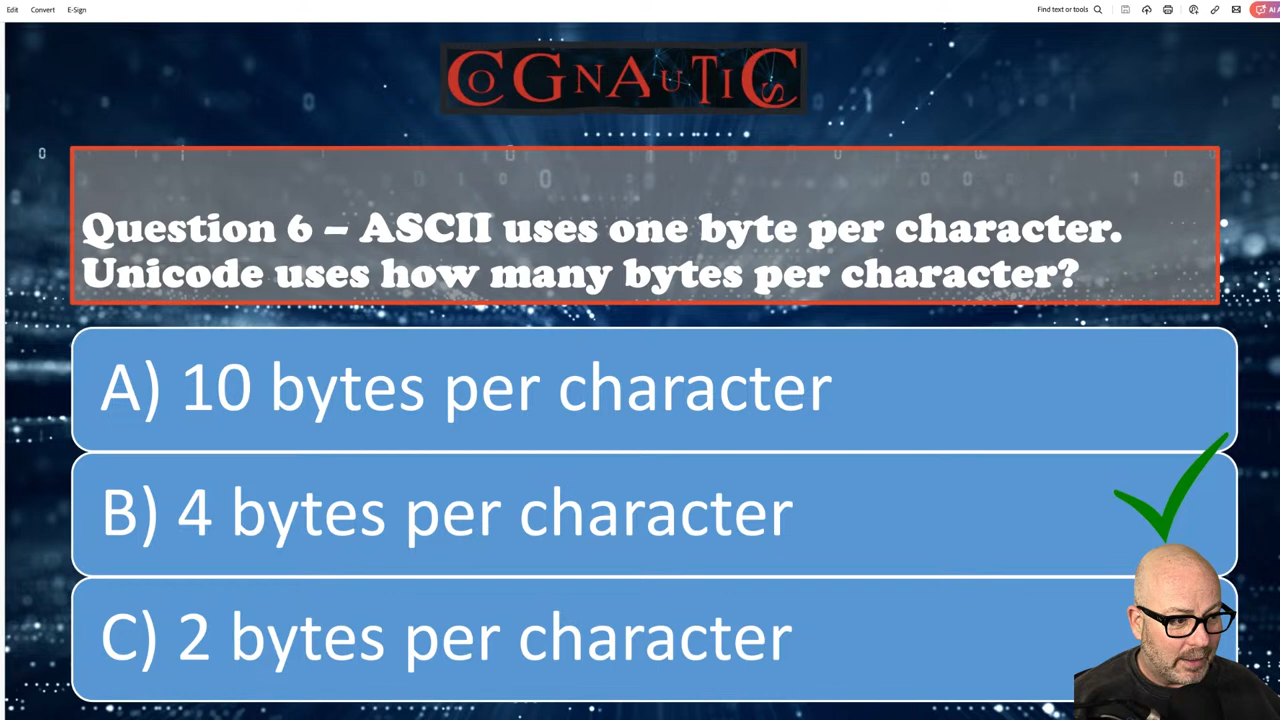 Edit Convert E-Sign Find text or tools AI A
COGNAUTICS
Question 6 – ASCII uses one byte per character.
Unicode uses how many bytes per character?
A) 10 bytes per character
B) 4 bytes per character
C) 2 bytes per character